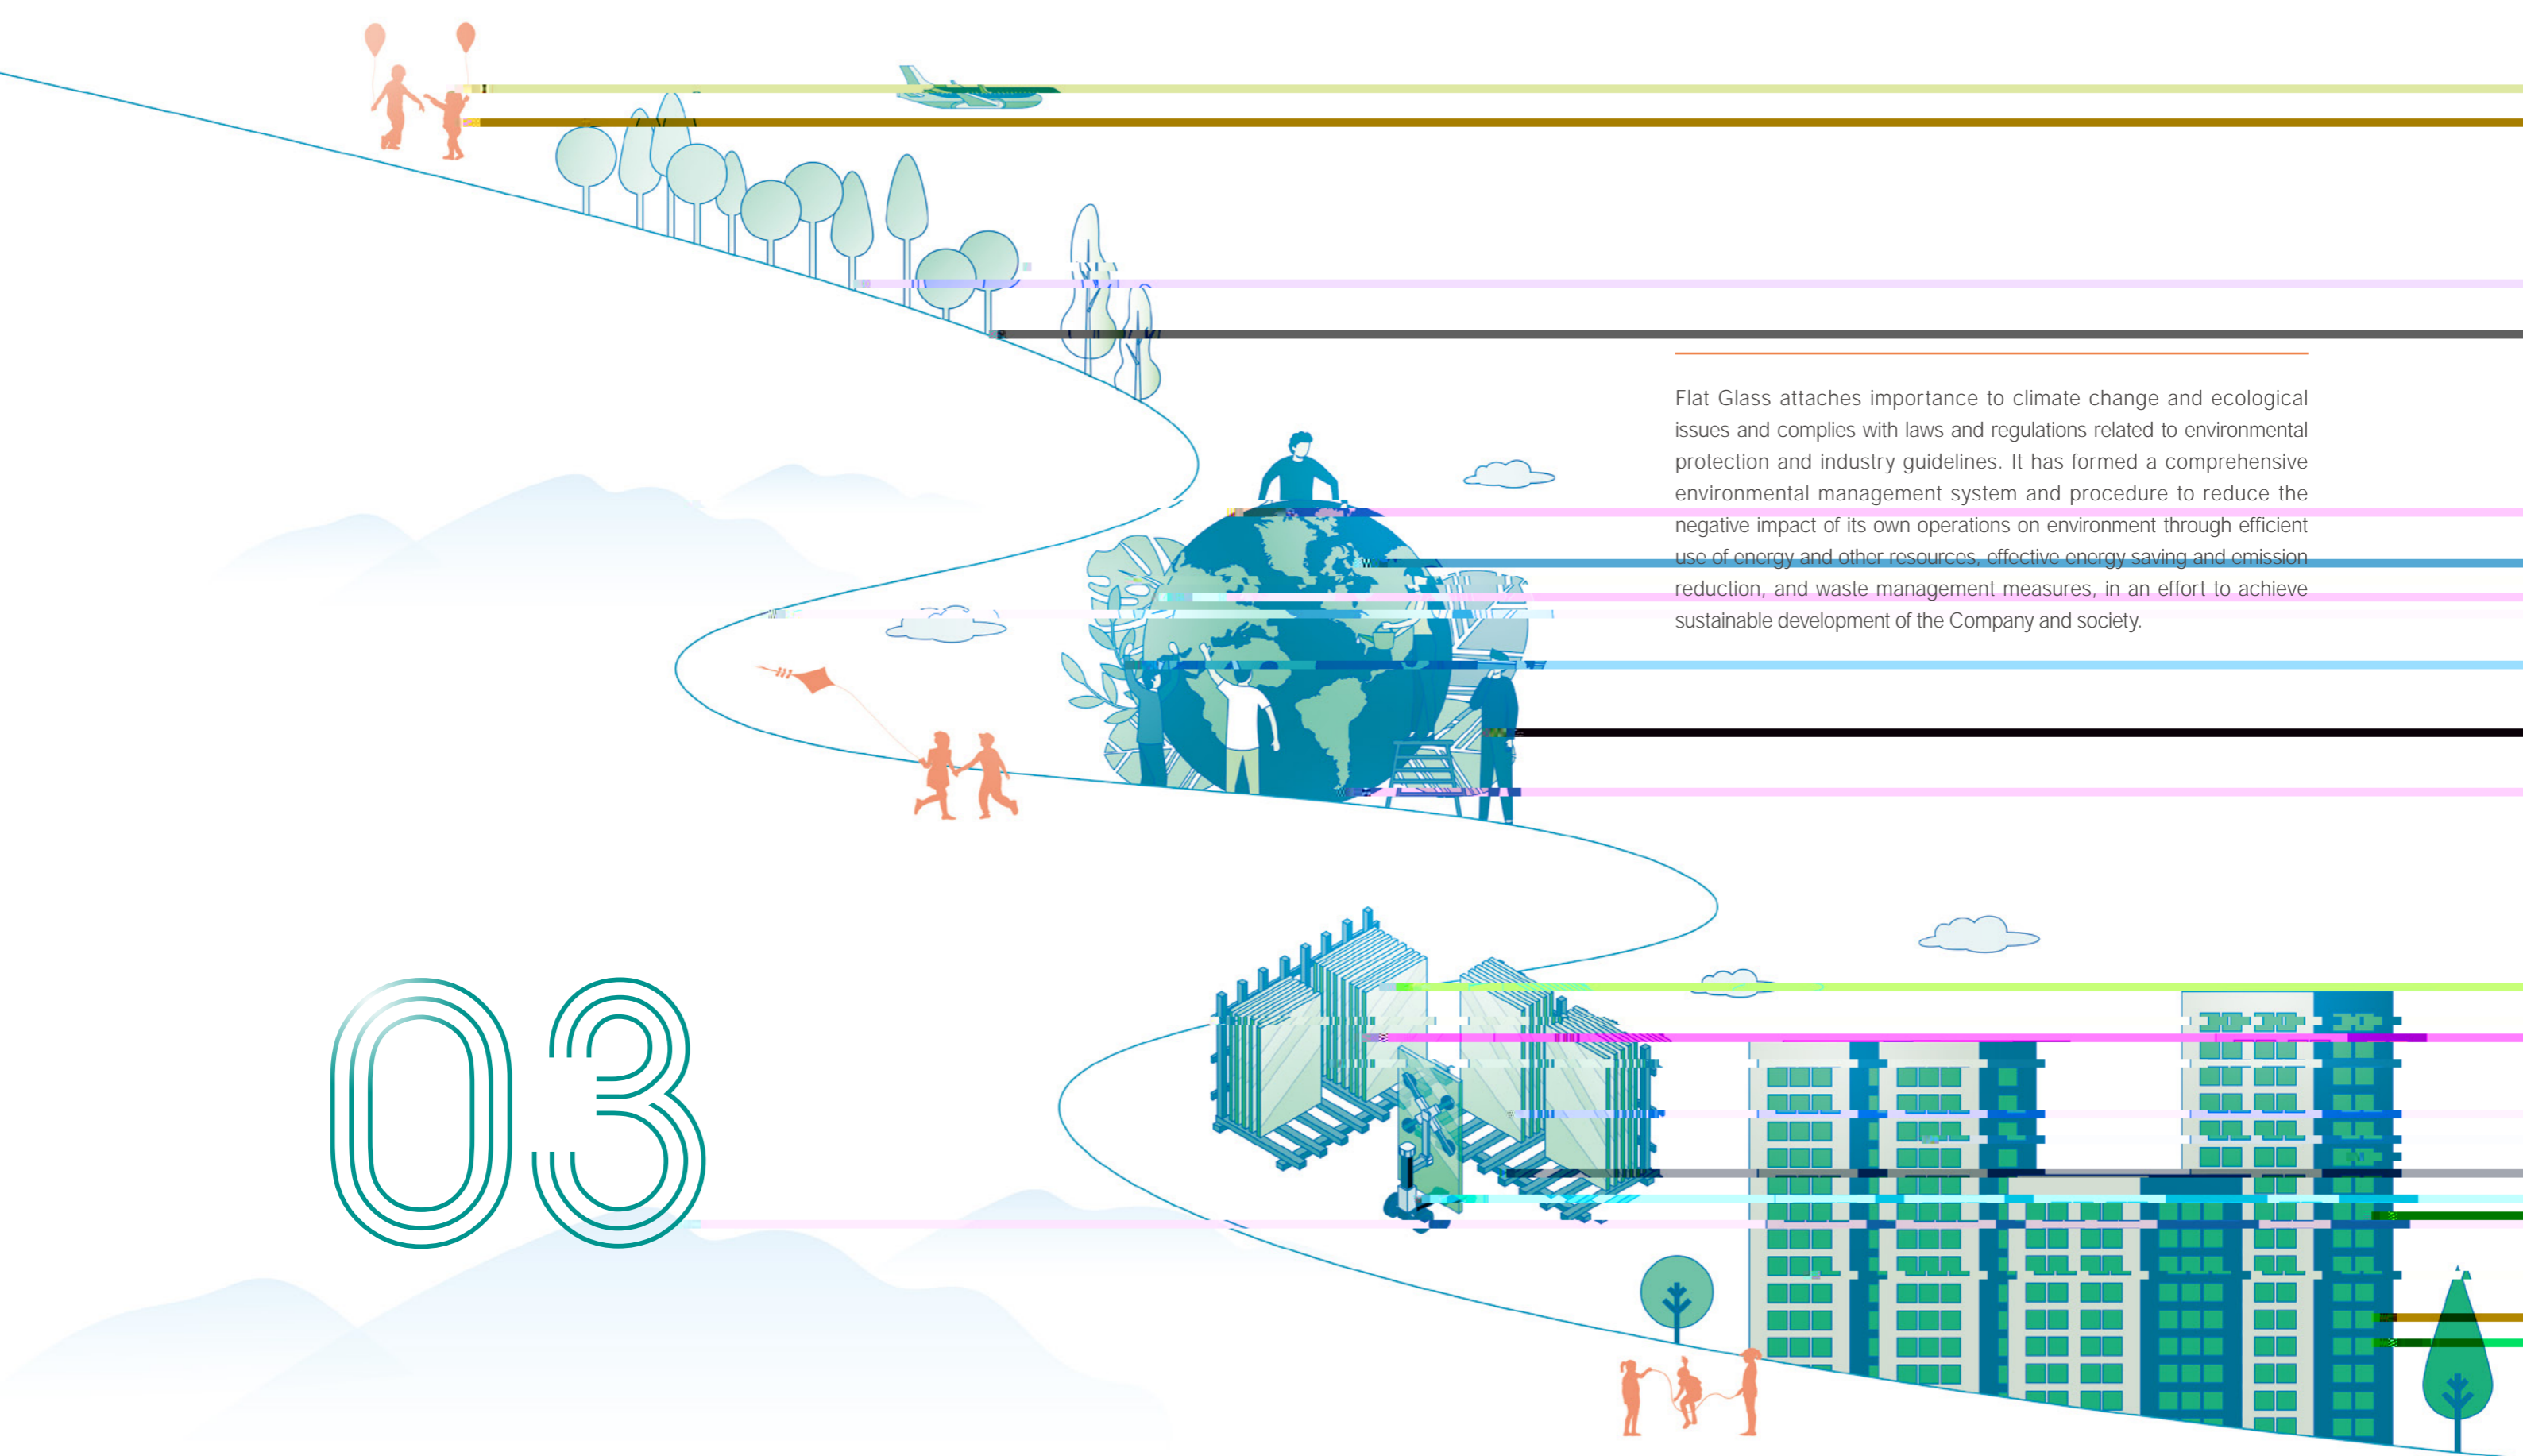 Flat Glass attaches importance to climate change and ecological
issues and complies with laws and regulations related to environmental
protection and industry guidelines. It has formed a comprehensive
environmental management system and procedure to reduce the
negative impact of its own operations on environment through efficient
use of energy and other resources, effective energy saving and emission
reduction, and waste management measures, in an effort to achieve
sustainable development of the Company and society.
03